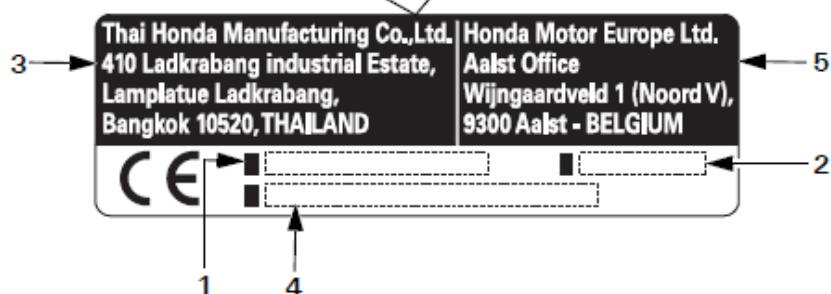 Thai Honda Manufacturing Co.,Ltd.
410 Ladkrabang industrial Estate,
Lamplatue Ladkrabang,
Bangkok 10520, THAILAND
Honda Motor Europe Ltd.
Aalst Office
Wijngaardveld 1 (Noord V),
9300 Aalst - BELGIUM
3
5
CE
2
1
4